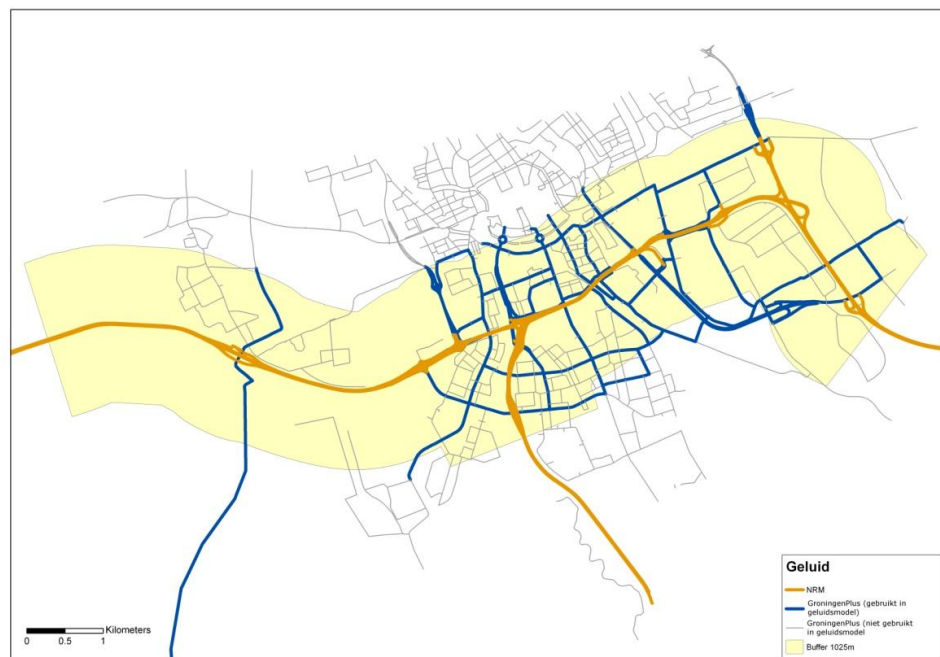 Geluid
NRM
GroningenPlus (gebruikt in
geluidsmodel)
GroningenPlus (niet gebruikt
in geluidsmodel
Buffer 1025m
Kilometers
0 0.5 1